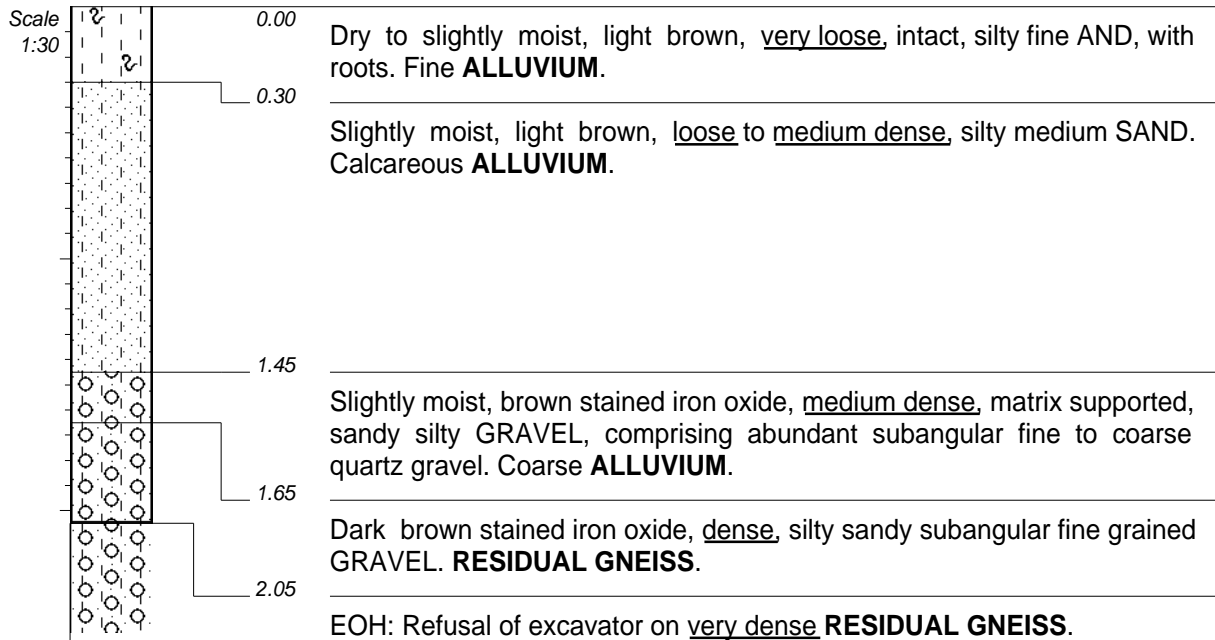 Scale
1:30
0.00
Dry to slightly moist, light brown, very loose, intact, silty fine AND, with
roots. Fine ALLUVIUM.
0.30
Slightly moist, light brown, loose to medium dense, silty medium SAND.
Calcareous ALLUVIUM.
1.45
Slightly moist, brown stained iron oxide, medium dense, matrix supported,
sandy silty GRAVEL, comprising abundant subangular fine to coarse
quartz gravel. Coarse ALLUVIUM.
1.65
Dark brown stained iron oxide, dense, silty sandy subangular fine grained
GRAVEL. RESIDUAL GNEISS.
2.05
EOH: Refusal of excavator on very dense RESIDUAL GNEISS.